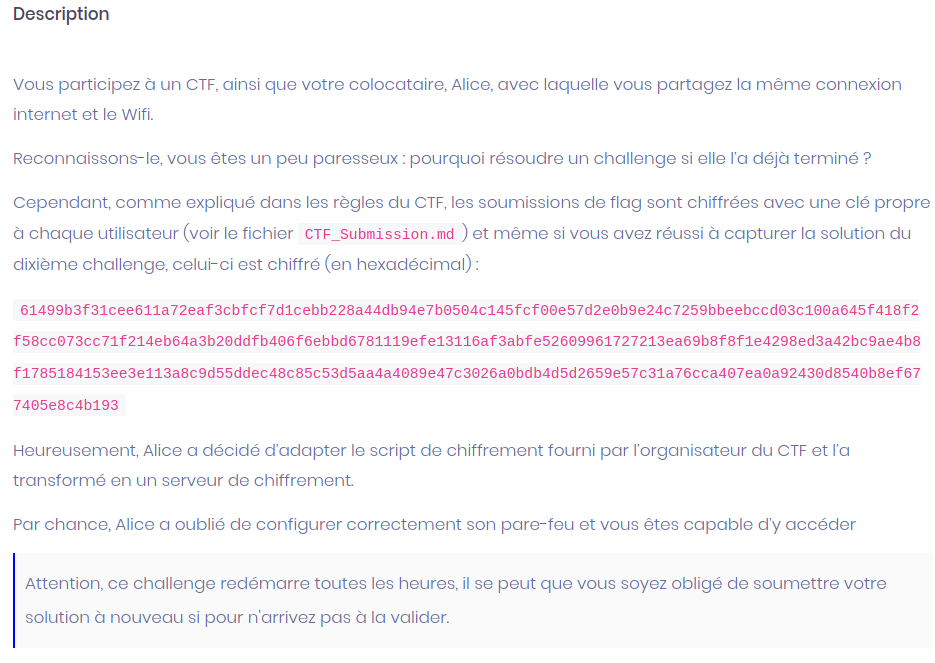 Description
Vous participez à un CTF, ainsi que votre colocataire, Alice, avec laquelle vous partagez la même connexion
internet et le Wifi.
Reconnaissons-le, vous êtes un peu paresseux : pourquoi résoudre un challenge si elle l'a déjà terminé ?
Cependant, comme expliqué dans les règles du CTF, les soumissions de flag sont chiffrées avec une clé propre
à chaque utilisateur (voir le fichier CTF_Submission.md ) et même si vous avez réussi à capturer la solution du
dixième challenge, celui-ci est chiffré (en hexadécimal) :
61499b3f31cee611a72eaf3cbfcf7d1cebb228a44db94e7b0504c145fcf00e57d2e0b9e24c7259bbeebccd03c100a645f418f2
f58cc073cc71f214eb64a3b20ddfb406f6ebbd6781119efe13116af3abfe52609961727213ea69b8f8f1e4298ed3a42bc9ae4b8
f1785184153ee3e113a8c9d55ddec48c85c53d5aa4a4089e47c3026a0bdb4d5d2659e57c31a76cca407ea0a92430d8540b8ef67
7405e8c4b193
Heureusement, Alice a décidé d'adapter le script de chiffrement fourni par l'organisateur du CTF et l'a
transformé en un serveur de chiffrement.
Par chance, Alice a oublié de configurer correctement son pare-feu et vous êtes capable d'y accéder
Attention, ce challenge redémarre toutes les heures, il se peut que vous soyez obligé de soumettre votre
solution à nouveau si pour n'arrivez pas à la valider.